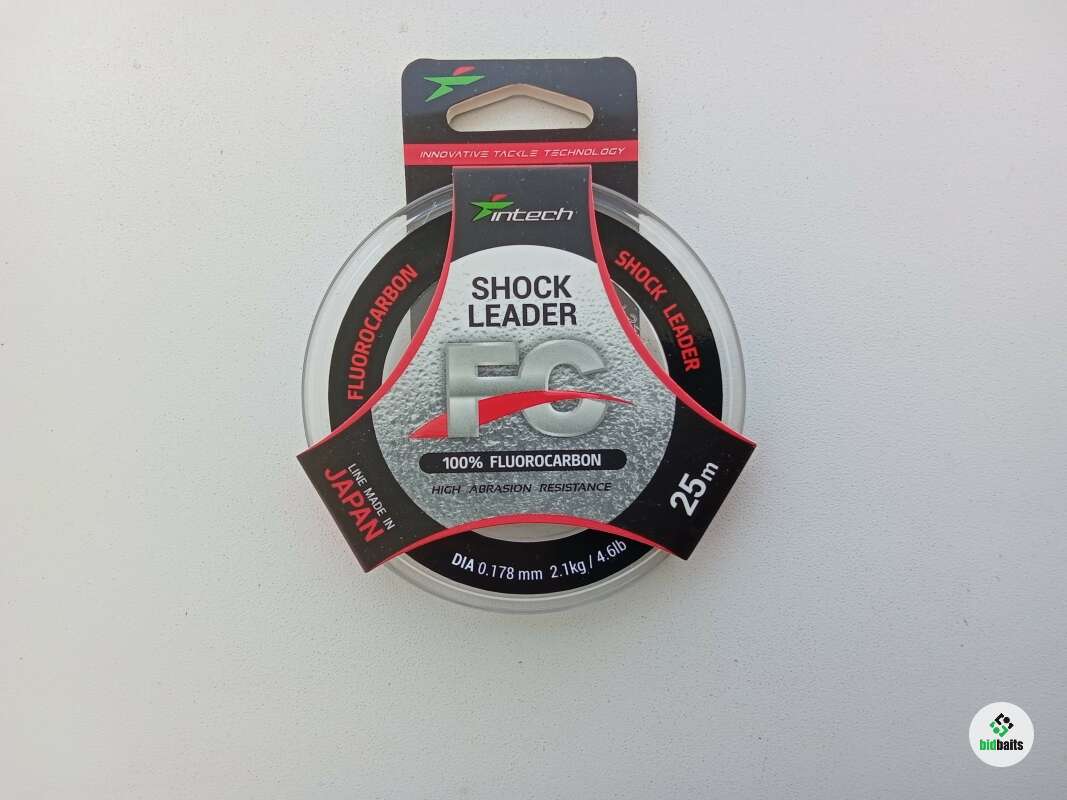 INNOVATIVE TACKLE TECHNOLOGY
intech
SHOCK
LEADER
FLUOROCARBON
SHOCK LEADER
FC
100% FLUOROCARBON
HIGH ABRASION RESISTANCE
LINE MADE IN
JAPAN
25m
DIA 0.178 mm 2.1kg / 4.6lb
bidbaits